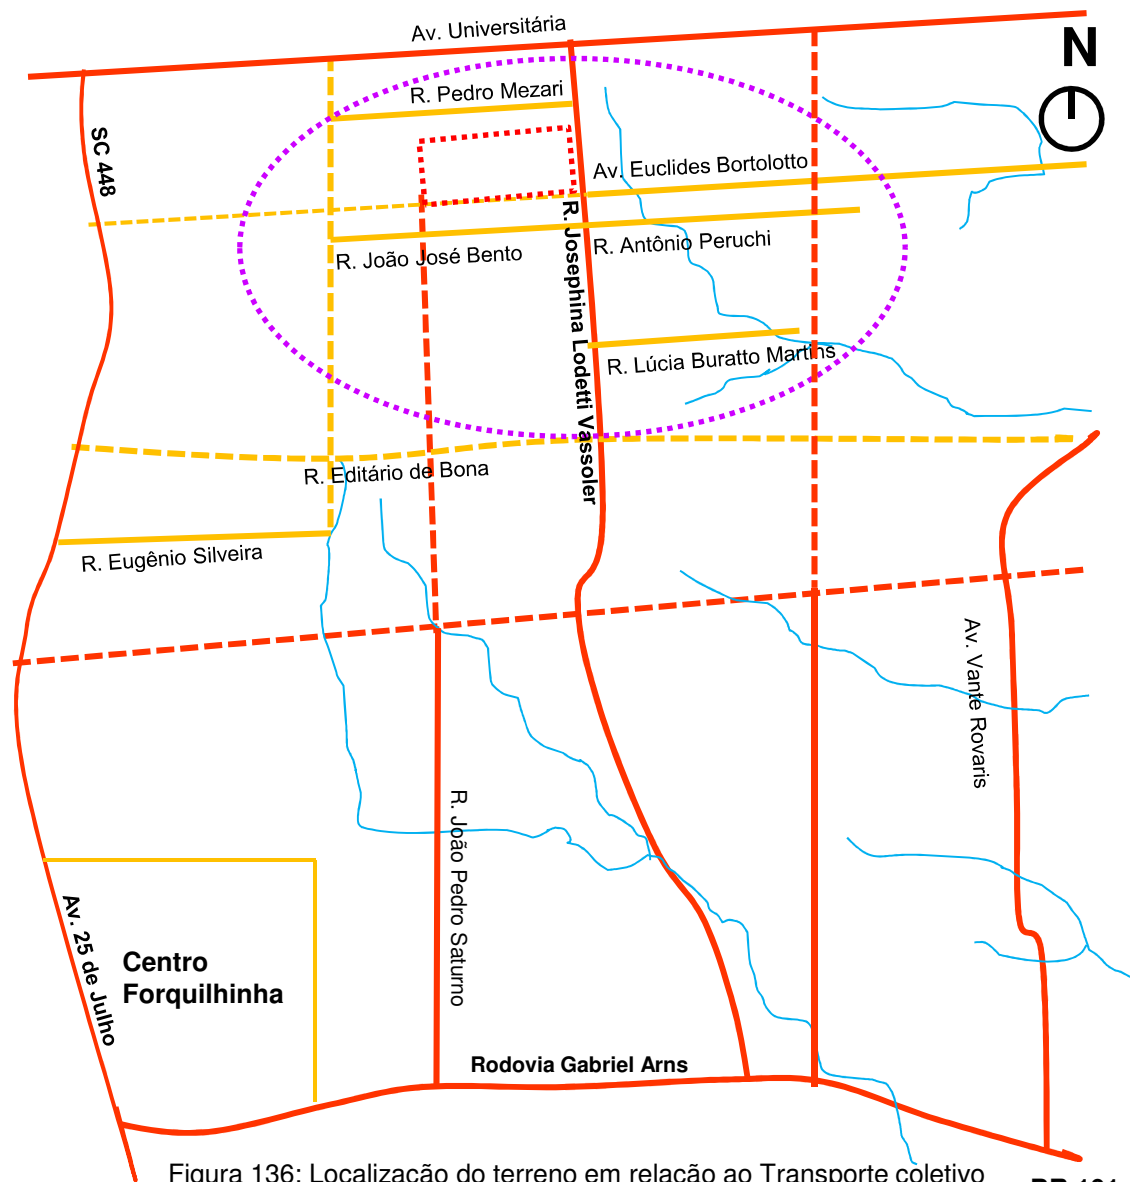 Av. Universitária
N
R. Pedro Mezari
SC 448
Av. Euclides Bortolotto
R. João José Bento
R. Antônio Peruchi
R. Josephina Lodetti Vassoler
R. Lúcia Buratto Martins
R. Editário de Bona
R. Eugênio Silveira
Av. Vante Rovaris
R. João Pedro Saturno
Av. 25 de Julho
Centro
Forquilhinha
Rodovia Gabriel Arns
Figura 136: Localização do terreno em relação ao Transporte coletivo